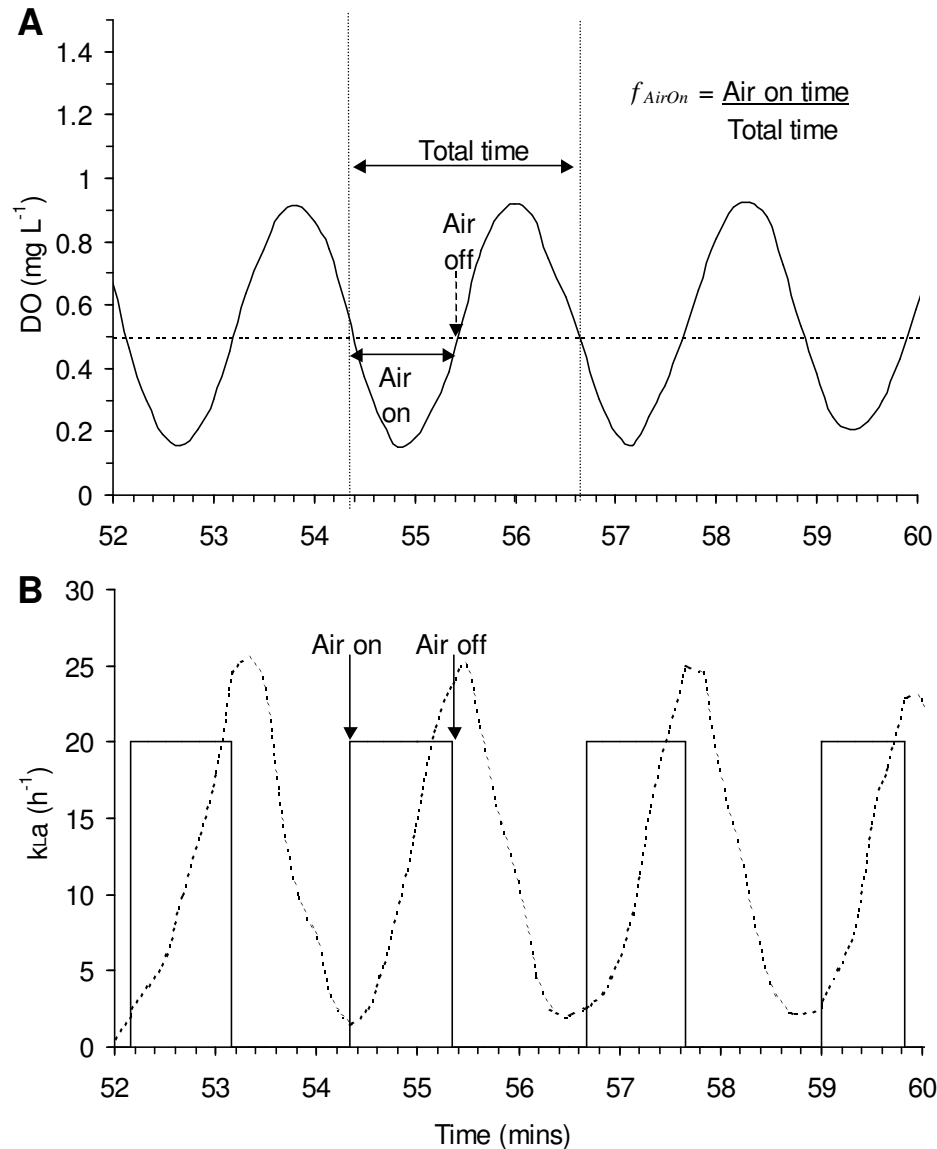 A
f AirOn = Air on time
Total time
Total time
Air
off
Air
on
DO (mg L-1)
1.4
1.2
1
0.8
0.6
0.4
0.2
0
52 53 54 55 56 57 58 59 60
B
Air on Air off
kLa (h-1)
30
25
20
15
10
5
0
52 53 54 55 56 57 58 59 60
Time (mins)